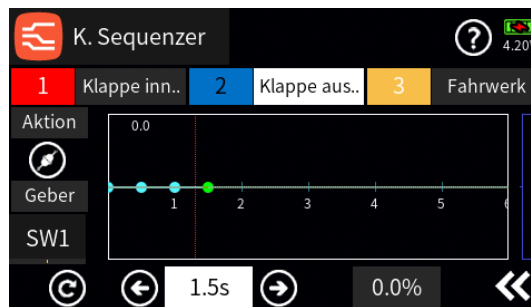 K. Sequenzer ? 4.20V
1 Klappe inn.. 2 Klappe aus.. 3 Fahrwerk
Aktion
0.0
Geber
1 2 3 4 5
SW1
1.5s 0.0%